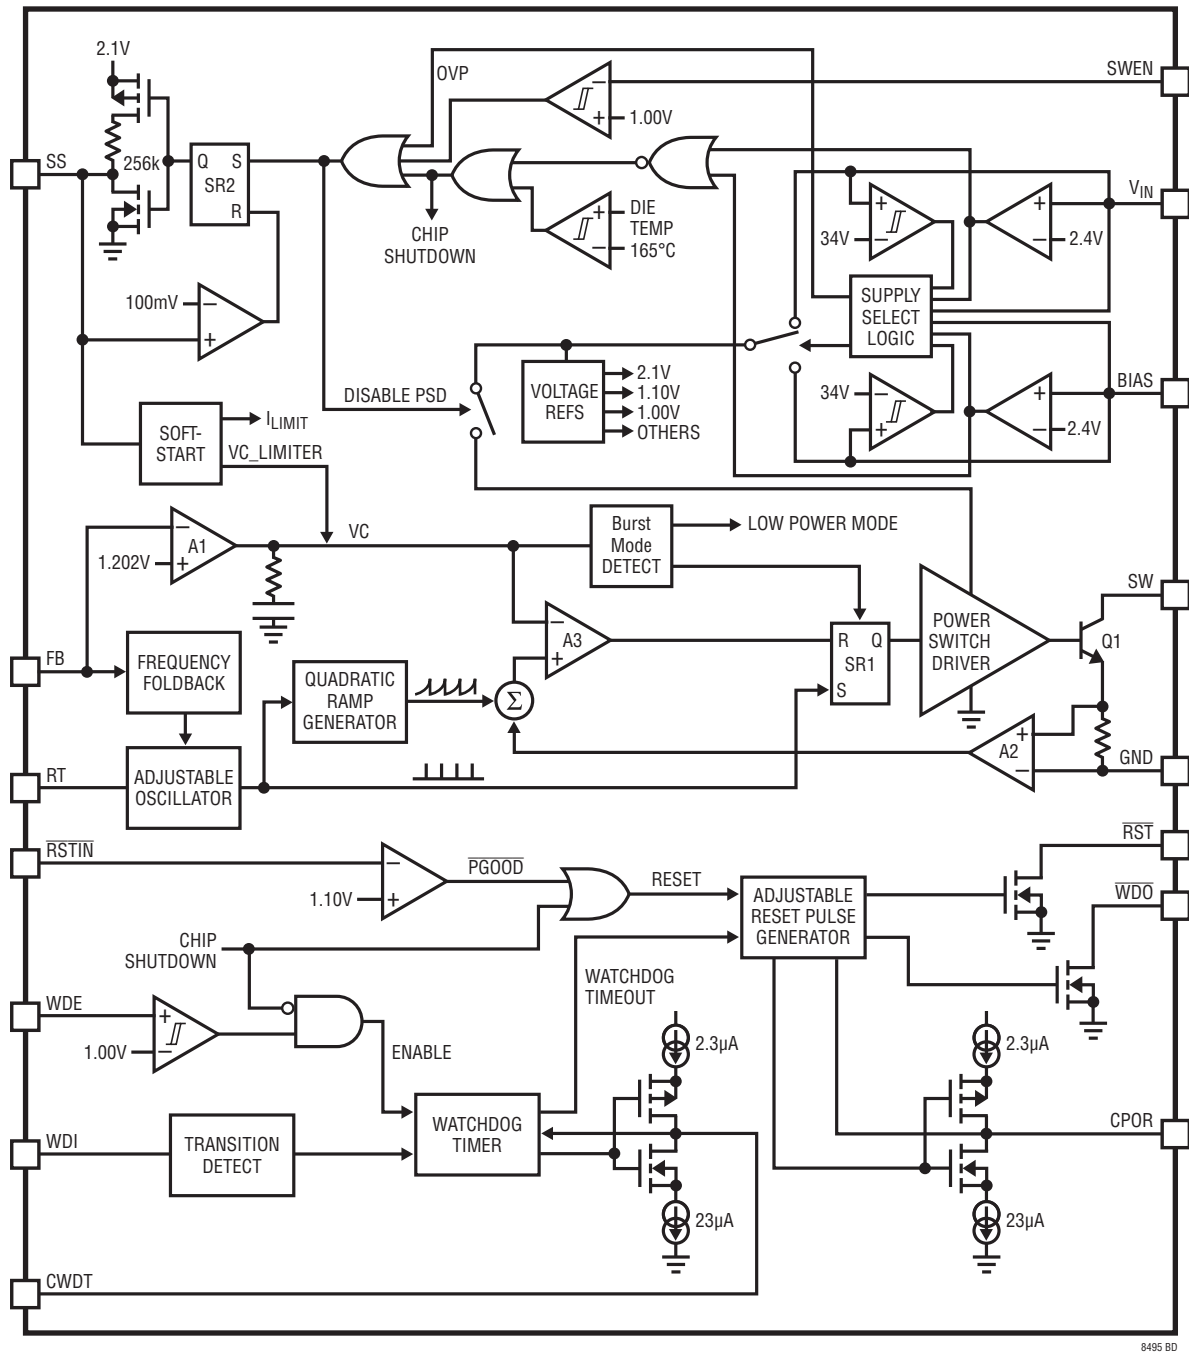 2.1V
OVP
SWEN
1.00V
SS
256k
Q
S
SR2
R
DIE
TEMP
165°C
CHIP
SHUTDOWN
VIN
34V
2.4V
100mV
SUPPLY
SELECT
LOGIC
VOLTAGE
REFS
2.1V
1.10V
1.00V
OTHERS
DISABLE PSD
34V
2.4V
BIAS
SOFT-
START
ILIMIT
VC_LIMITER
A1
1.202V
VC
Burst
Mode
DETECT
LOW POWER MODE
SW
A3
R
Q
SR1
S
POWER
SWITCH
DRIVER
Q1
FB
FREQUENCY
FOLDBACK
QUADRATIC
RAMP
GENERATOR
Σ
A2
GND
RT
ADJUSTABLE
OSCILLATOR
RSTIN
PGOOD
1.10V
RESET
ADJUSTABLE
RESET PULSE
GENERATOR
RST
WDO
CHIP
SHUTDOWN
WATCHDOG
TIMEOUT
WDE
1.00V
ENABLE
2.3µA
2.3µA
WATCHDOG
TIMER
CPOR
WDI
TRANSITION
DETECT
23µA
23µA
CWDT
8495 BD